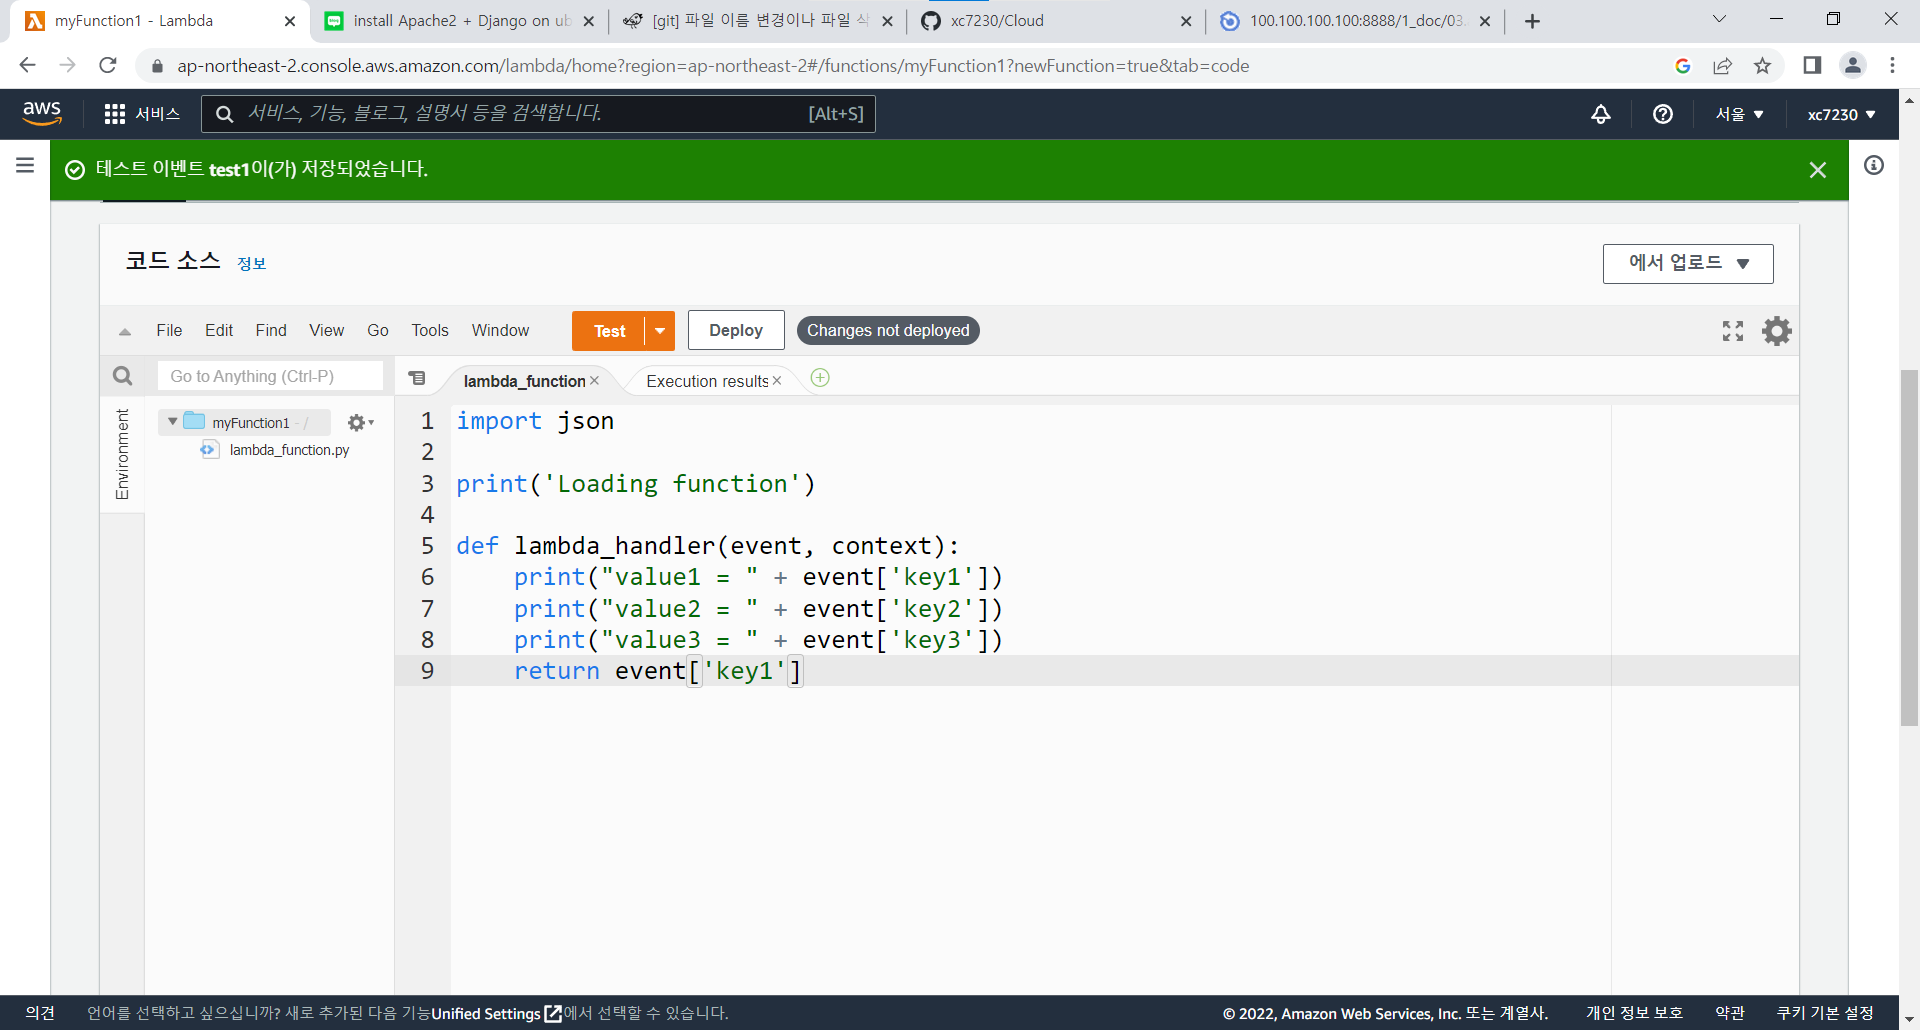 myFunction1 - Lambda
install Apache2 + Django on ub
[git] 파일 이름 변경이나 파일 삭
xc7230/Cloud
100.100.100.100:8888/1_doc/03.
ap-northeast-2.console.aws.amazon.com/lambda/home?region=ap-northeast-2#/functions/myFunction1?newFunction=true&tab=code
aws
서비스
서비스, 기능, 블로그, 설명서 등을 검색합니다.
[Alt+S]
서울 ▼
xc7230 ▼
테스트 이벤트 test1이(가) 저장되었습니다.
코드 소스 정보
에서 업로드 ▼
File Edit Find View Go Tools Window
Test
Deploy
Changes not deployed
Go to Anything (Ctrl-P)
lambda_function
Execution results
Environment
myFunction1 - /
lambda_function.py
1 import json
2
3 print('Loading function')
4
5 def lambda_handler(event, context):
6 print("value1 = " + event['key1'])
7 print("value2 = " + event['key2'])
8 print("value3 = " + event['key3'])
9 return event['key1']
의견
언어를 선택하고 싶으십니까? 새로 추가된 다음 기능Unified Settings에서 선택할 수 있습니다.
© 2022, Amazon Web Services, Inc. 또는 계열사.
개인 정보 보호
약관
쿠키 기본 설정